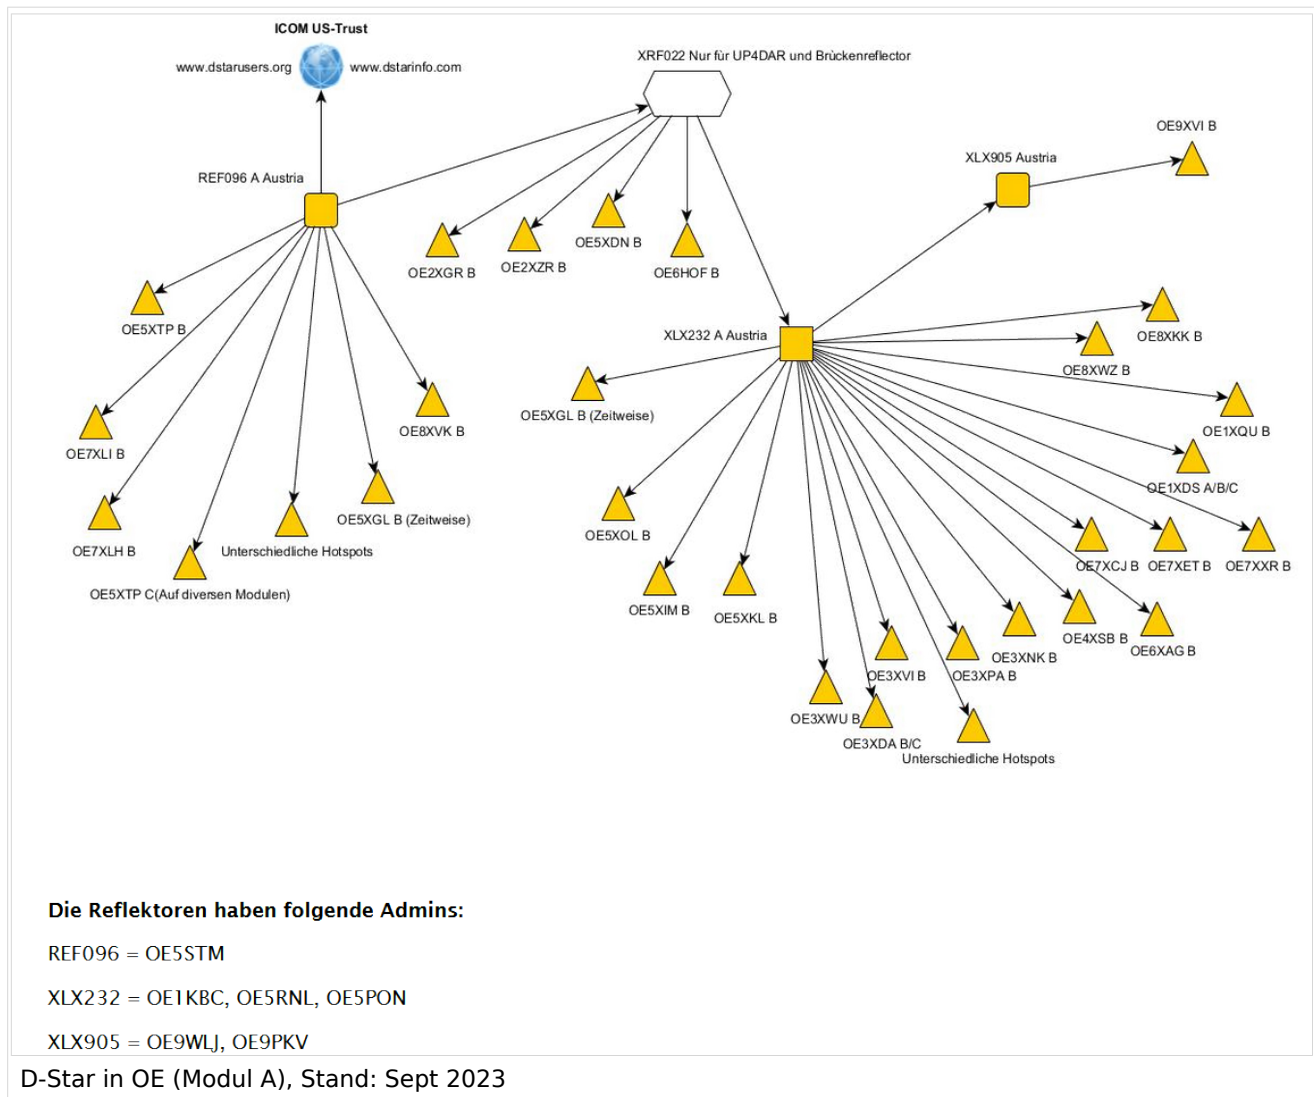 ICOM US-Trust
www.dstarusers.org
www.dstarinfo.com
XRF022 Nur für UP4DAR und Brückenreflector
OE9XVI B
XLX905 Austria
REF096 A Austria
OE5XDN B
OE2XGR B
OE2XZR B
OE6HOF B
OE5XTP B
XLX232 A Austria
OE8XKK B
OE8XWZ B
OE5XGL B (Zeitweise)
OE8XVK B
OE1XQU B
OE7XLI B
OE1XDS A/B/C
OE5XGL B (Zeitweise)
OE5XOL B
OE7XLH B
Unterschiedliche Hotspots
OE7XCJ B
OE7XET B
OE7XXR B
OE5XTP C(Auf diversen Modulen)
OE5XIM B
OE5XKL B
OE4XSB B
OE6XAG B
OE3XNK B
OE3XVI B
OE3XPA B
OE3XWU B
OE3XDA B/C
Unterschiedliche Hotspots
Die Reflektoren haben folgende Admins:
REF096 = OE5STM
XLX232 = OE1KBC, OE5RNL, OE5PON
XLX905 = OE9WLJ, OE9PKV
D-Star in OE (Modul A), Stand: Sept 2023